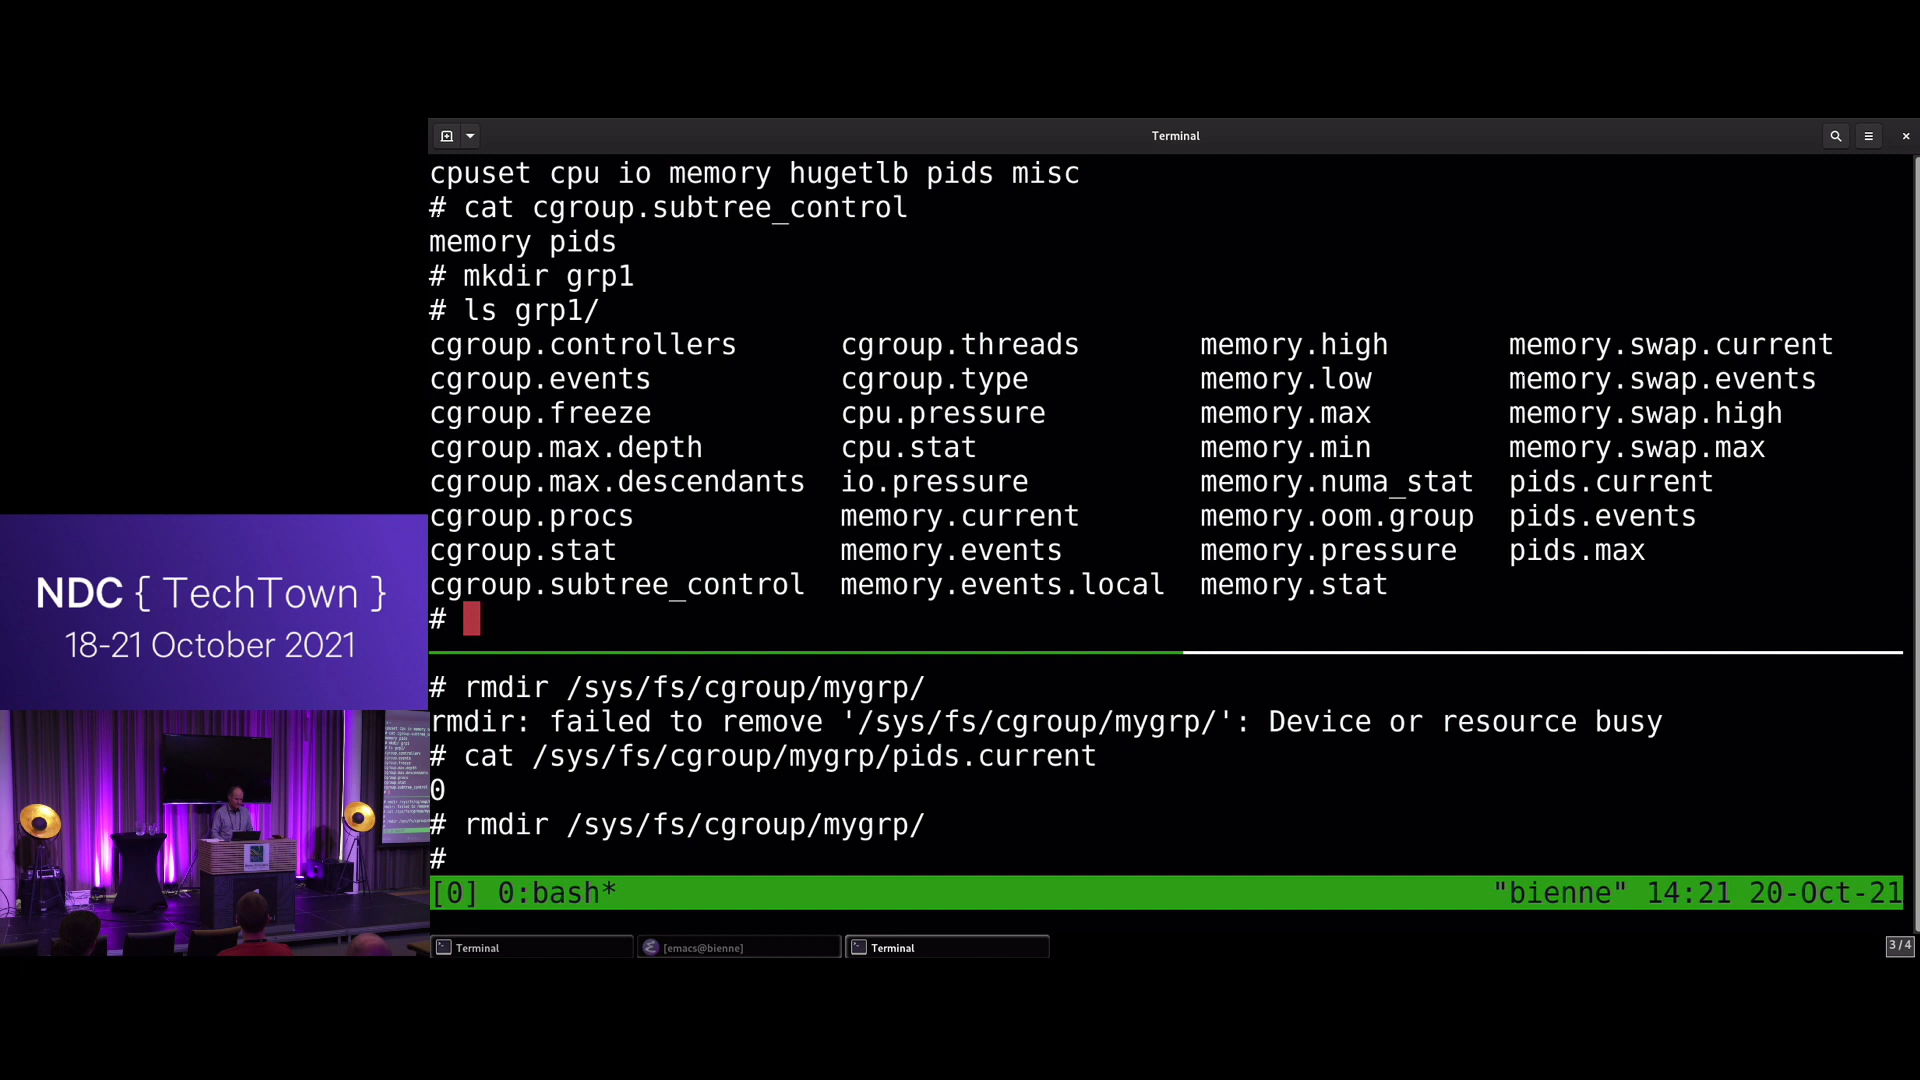 Terminal
cpuset cpu io memory hugetlb pids misc
# cat cgroup.subtree_control
memory pids
# mkdir grp1
# ls grp1/
cgroup.controllers cgroup.threads memory.high memory.swap.current
cgroup.events cgroup.type memory.low memory.swap.events
cgroup.freeze cpu.pressure memory.max memory.swap.high
cgroup.max.depth cpu.stat memory.min memory.swap.max
cgroup.max.descendants io.pressure memory.numa_stat pids.current
cgroup.procs memory.current memory.oom.group pids.events
cgroup.stat memory.events memory.pressure pids.max
cgroup.subtree_control memory.events.local memory.stat
#
# rmdir /sys/fs/cgroup/mygrp/
rmdir: failed to remove '/sys/fs/cgroup/mygrp/': Device or resource busy
# cat /sys/fs/cgroup/mygrp/pids.current
0
# rmdir /sys/fs/cgroup/mygrp/
#
[0] 0:bash* "bienne" 14:21 20-Oct-21
Terminal [emacs@bienne] Terminal 3/4
NDC { TechTown }
18-21 October 2021